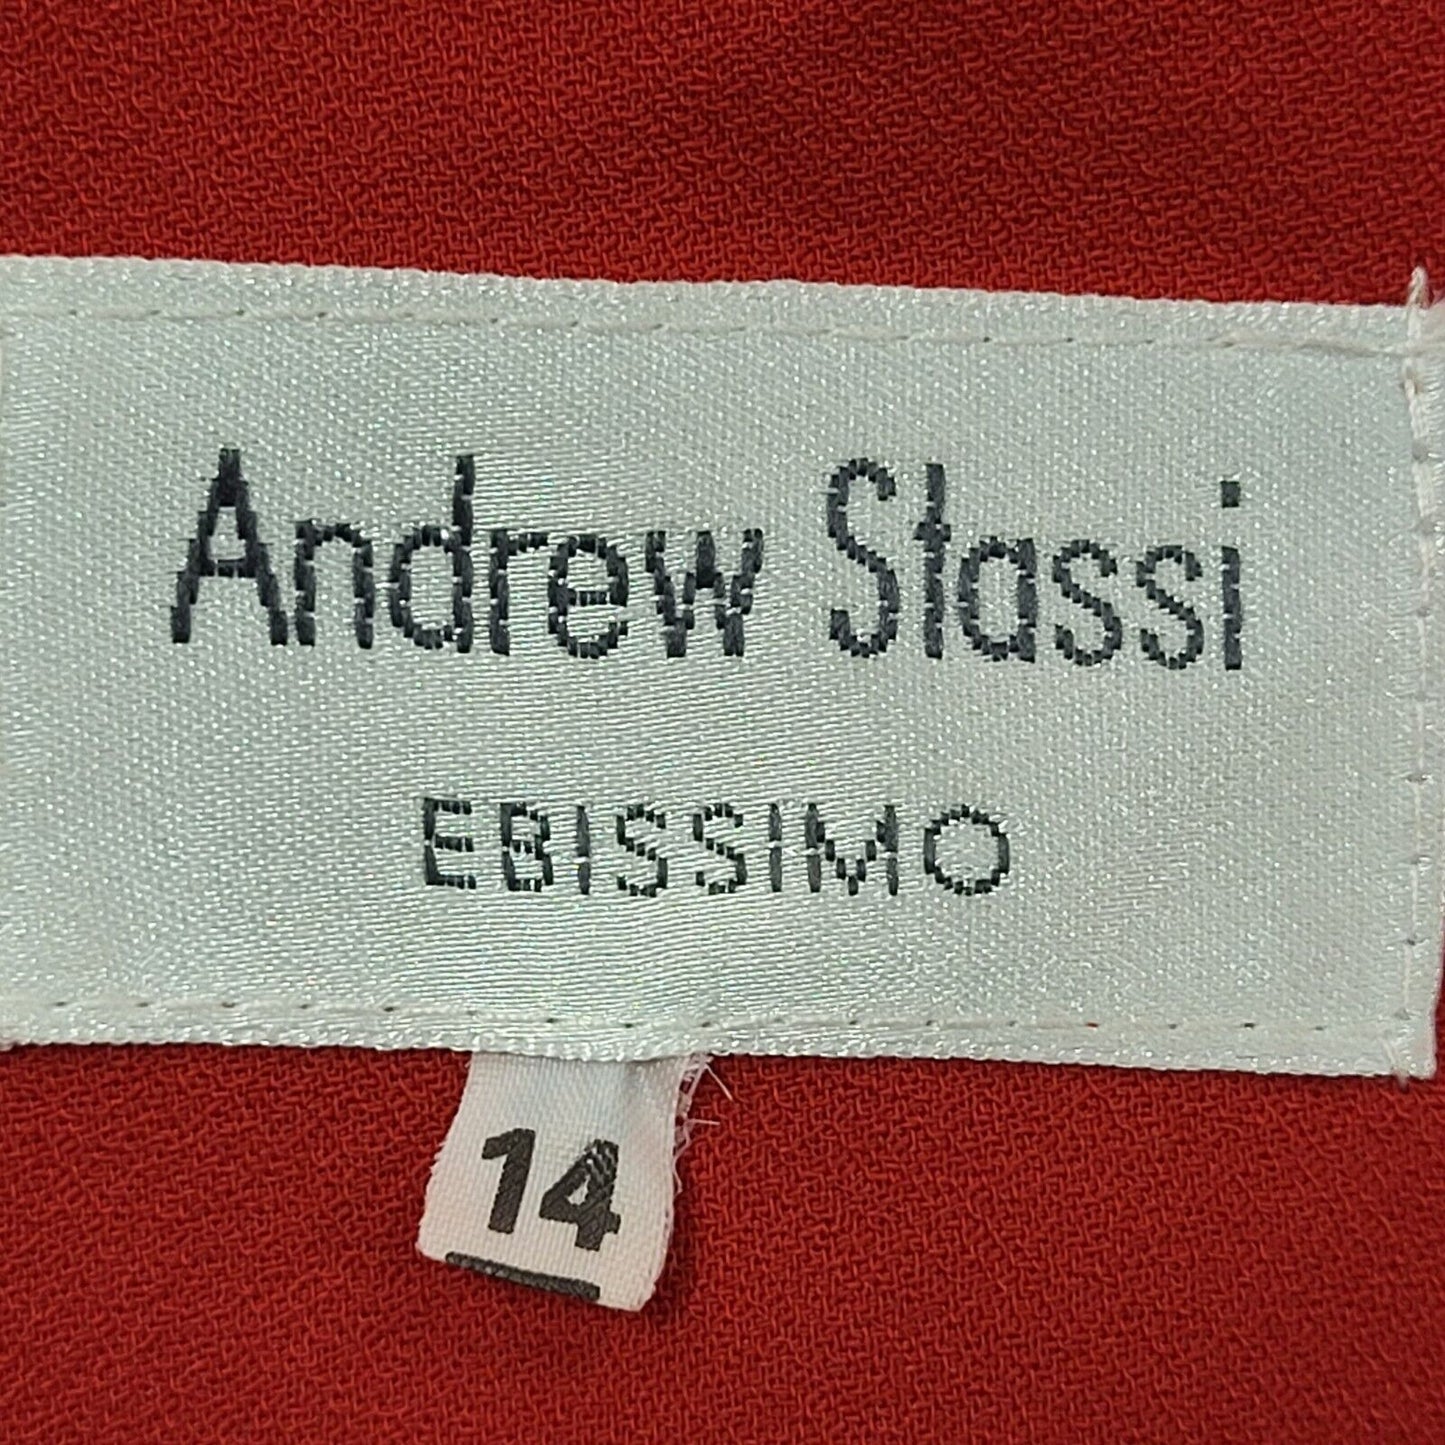 Andrew Stassi
EBISSIMO
14